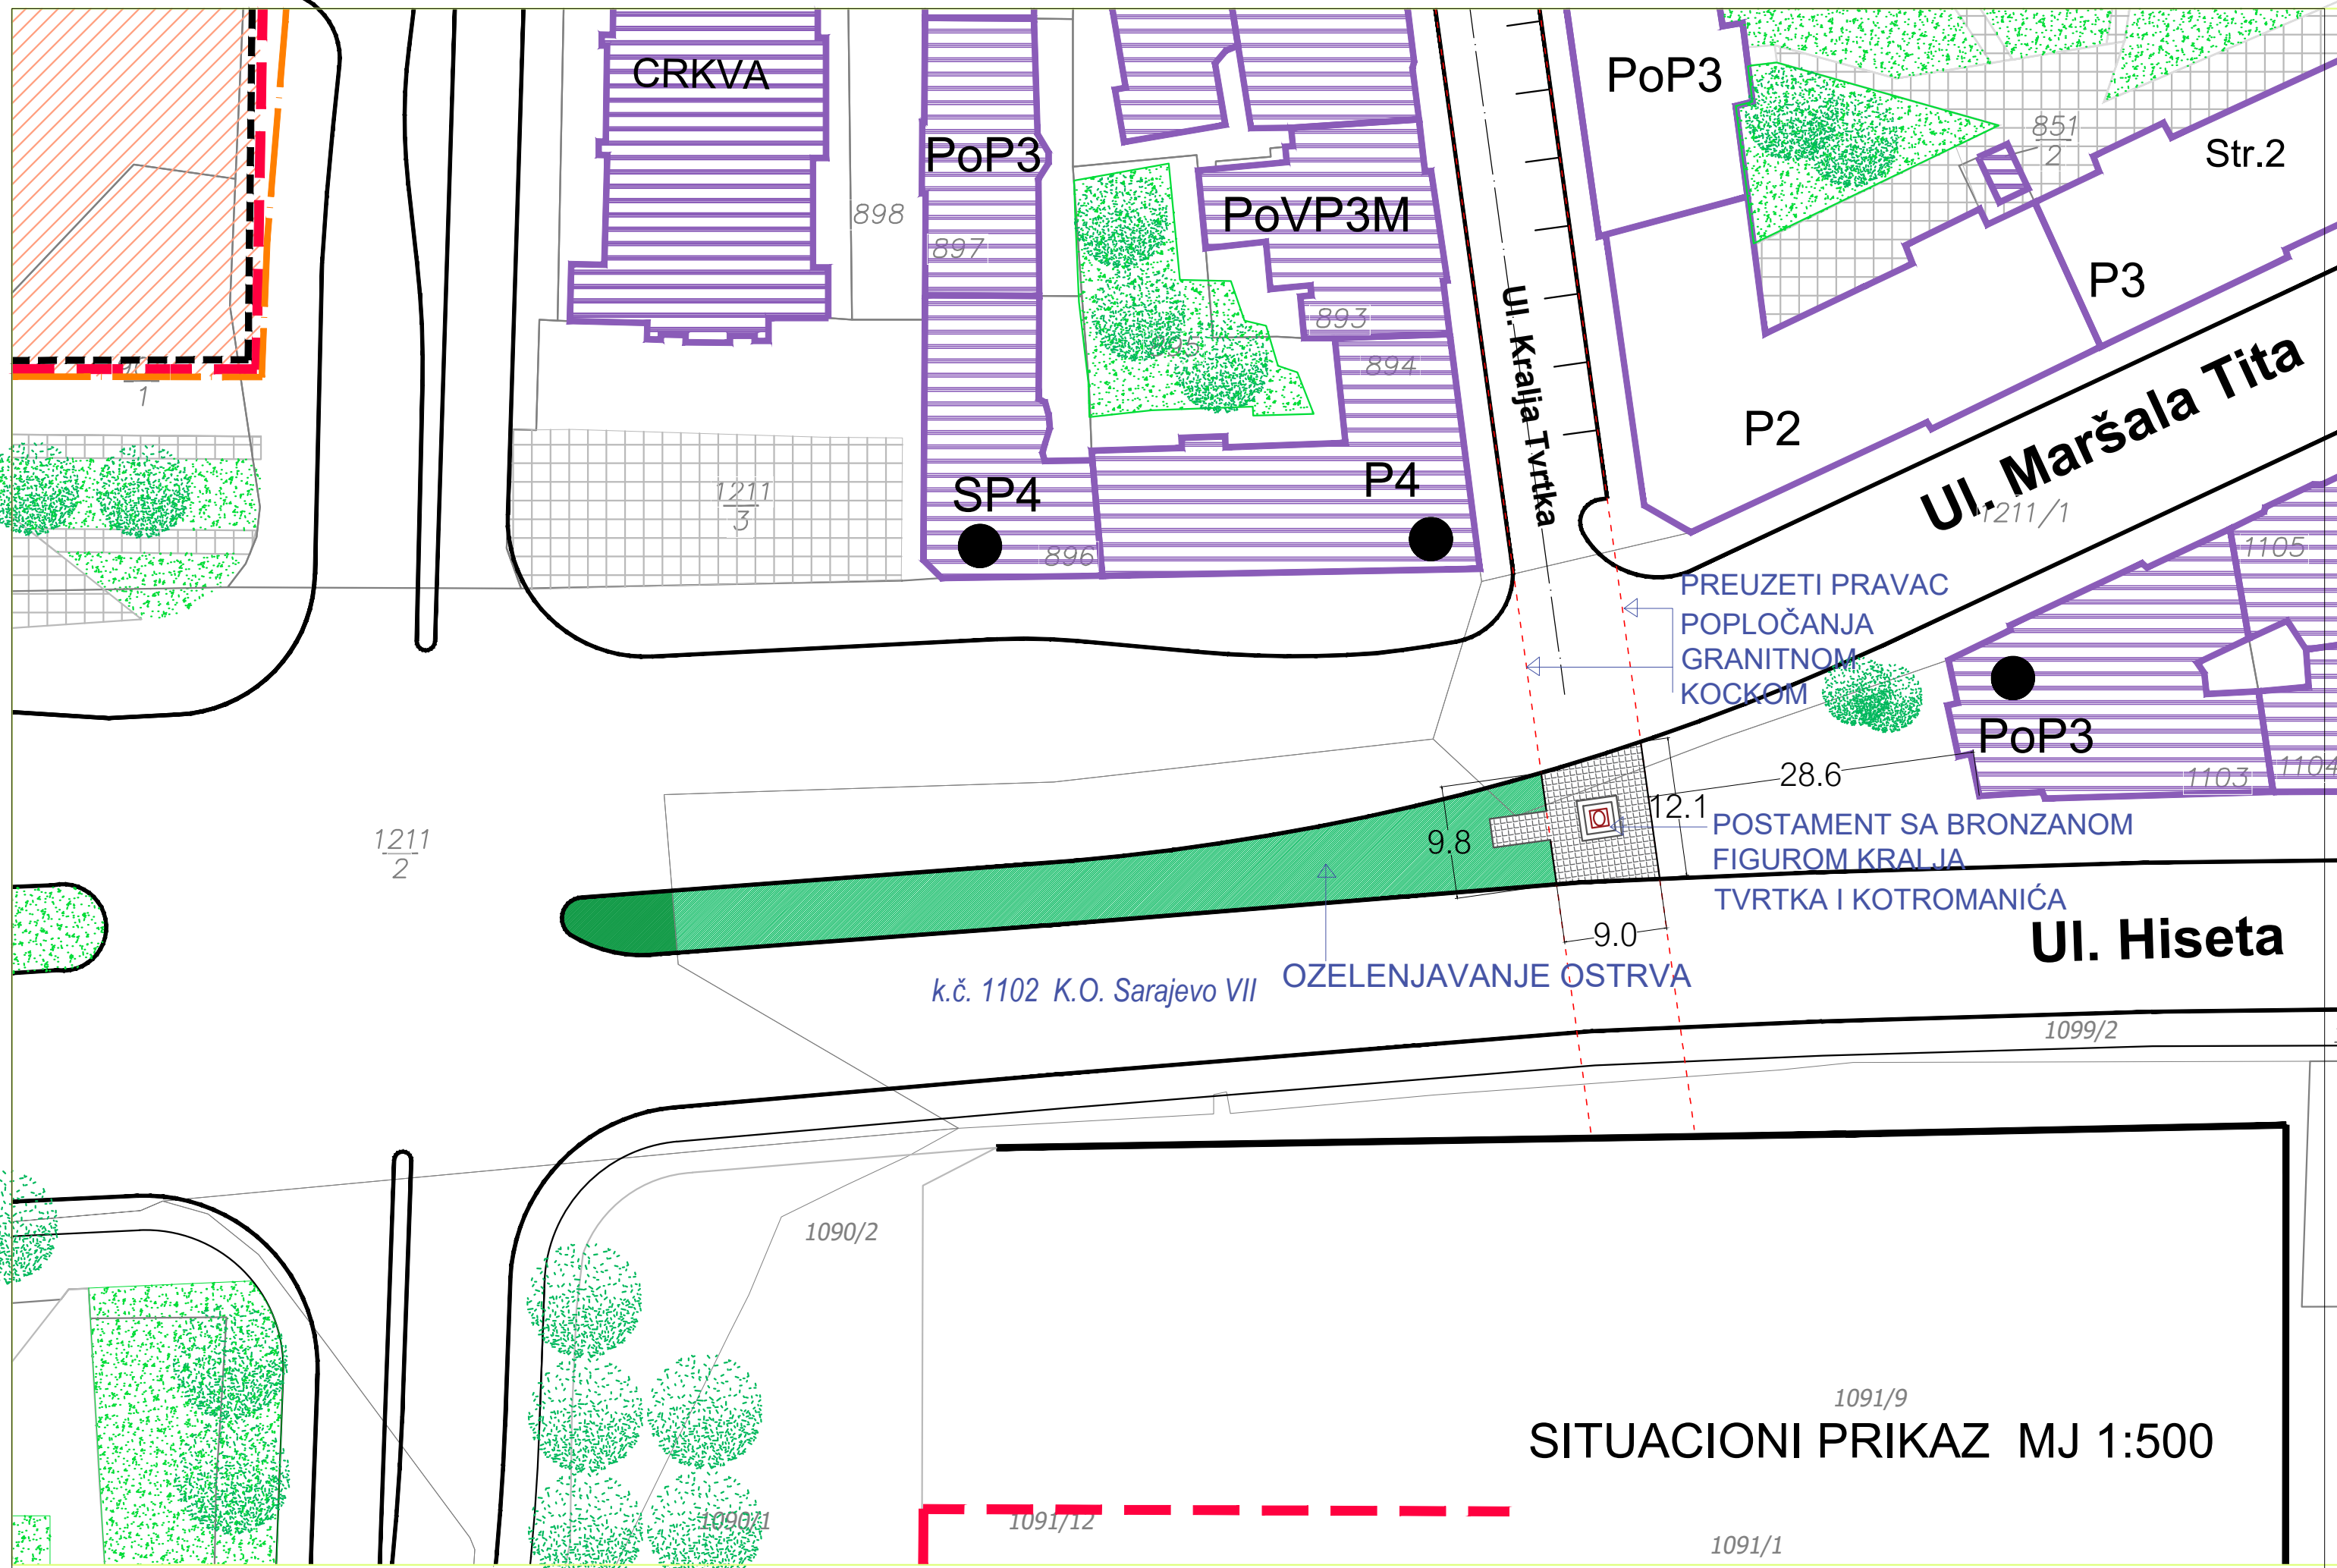 CRKVA
PoP3
PoP3
851
2
Str.2
898
PoVP3M
897
P3
893
895
894
1
Ul. Kralja Tvrtka
P2
Ul. Maršala Tita
1211
3
SP4
P4
1211/1
896
1105
PREUZETI PRAVAC
POPLOČANJA
GRANITNOM
KOCKOM
PoP3
28.6
1103
1104
12.1
9.8
1211
2
POSTAMENT SA BRONZANOM
FIGUROM KRALJA
TVRTKA I KOTROMANIĆA
9.0
Ul. Hiseta
k.č. 1102 K.O. Sarajevo VII
OZELENJAVANJE OSTRVA
1099/2
1090/2
1091/9
SITUACIONI PRIKAZ MJ 1:500
1090/1
1091/12
1091/1